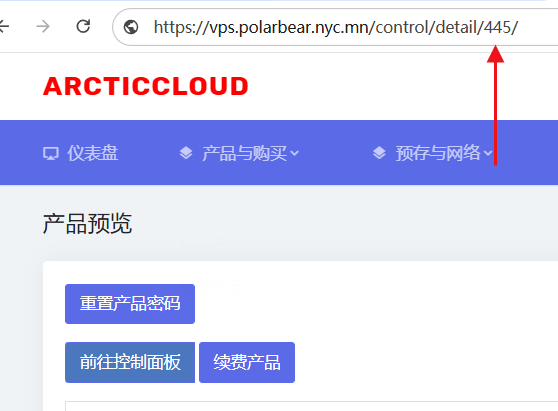 https://vps.polarbear.nyc.mn/control/detail/445/
ARCTICCLOUD
仪表盘 产品与购买 预存与网络
产品预览
重置产品密码
前往控制面板 续费产品